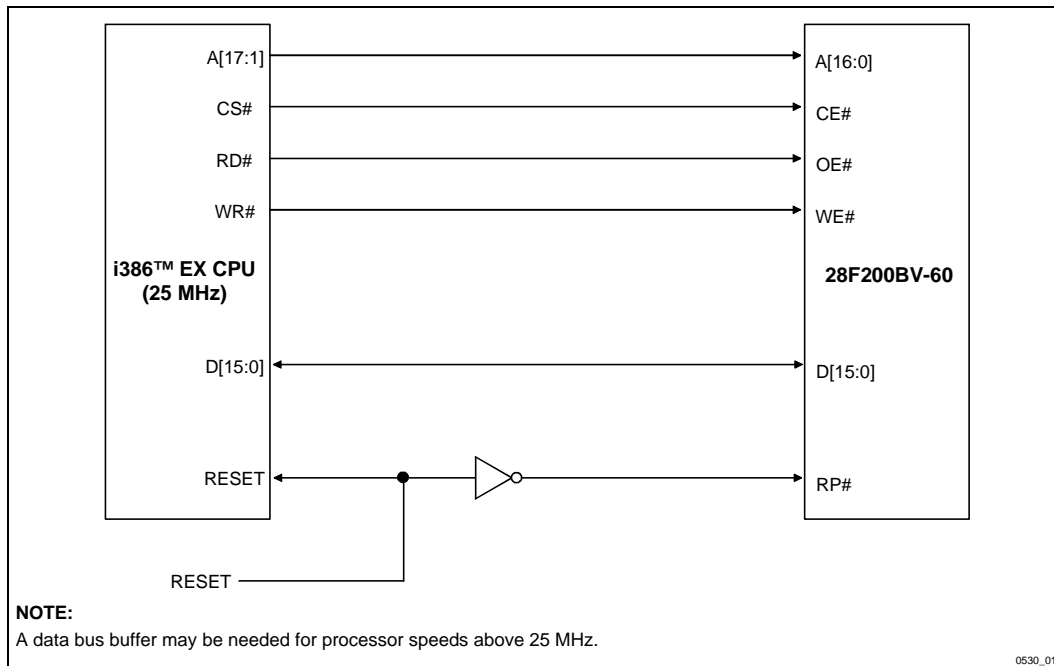 A[17:1]
A[16:0]
CS#
CE#
RD#
OE#
WR#
WE#
i386™ EX CPU
(25 MHz)
28F200BV-60
D[15:0]
D[15:0]
RESET
RP#
RESET
NOTE:
A data bus buffer may be needed for processor speeds above 25 MHz.
0530_01